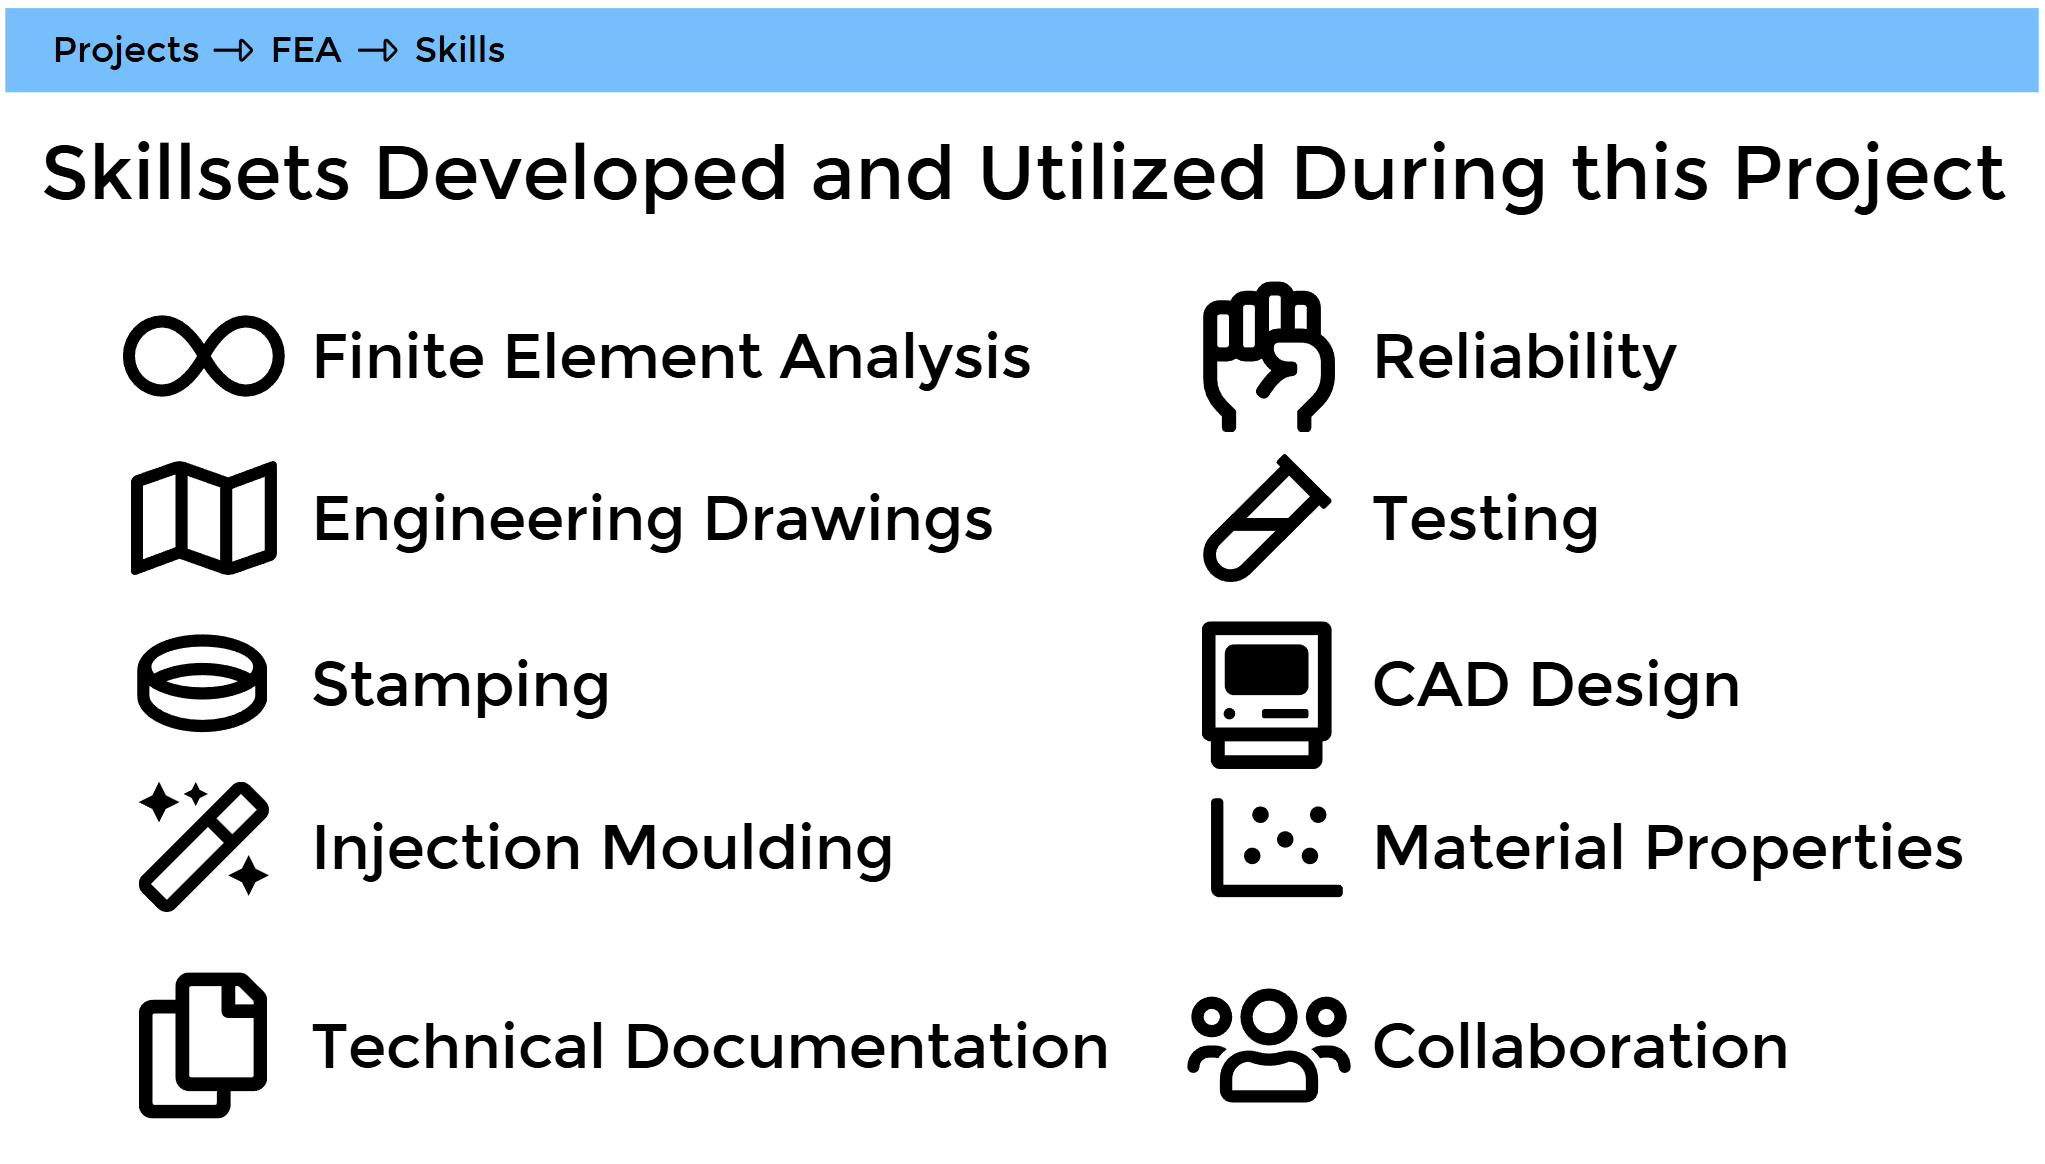 Projects → FEA → Skills
Skillsets Developed and Utilized During this Project
Finite Element Analysis
Engineering Drawings
Stamping
Injection Moulding
Technical Documentation
Reliability
Testing
CAD Design
Material Properties
Collaboration